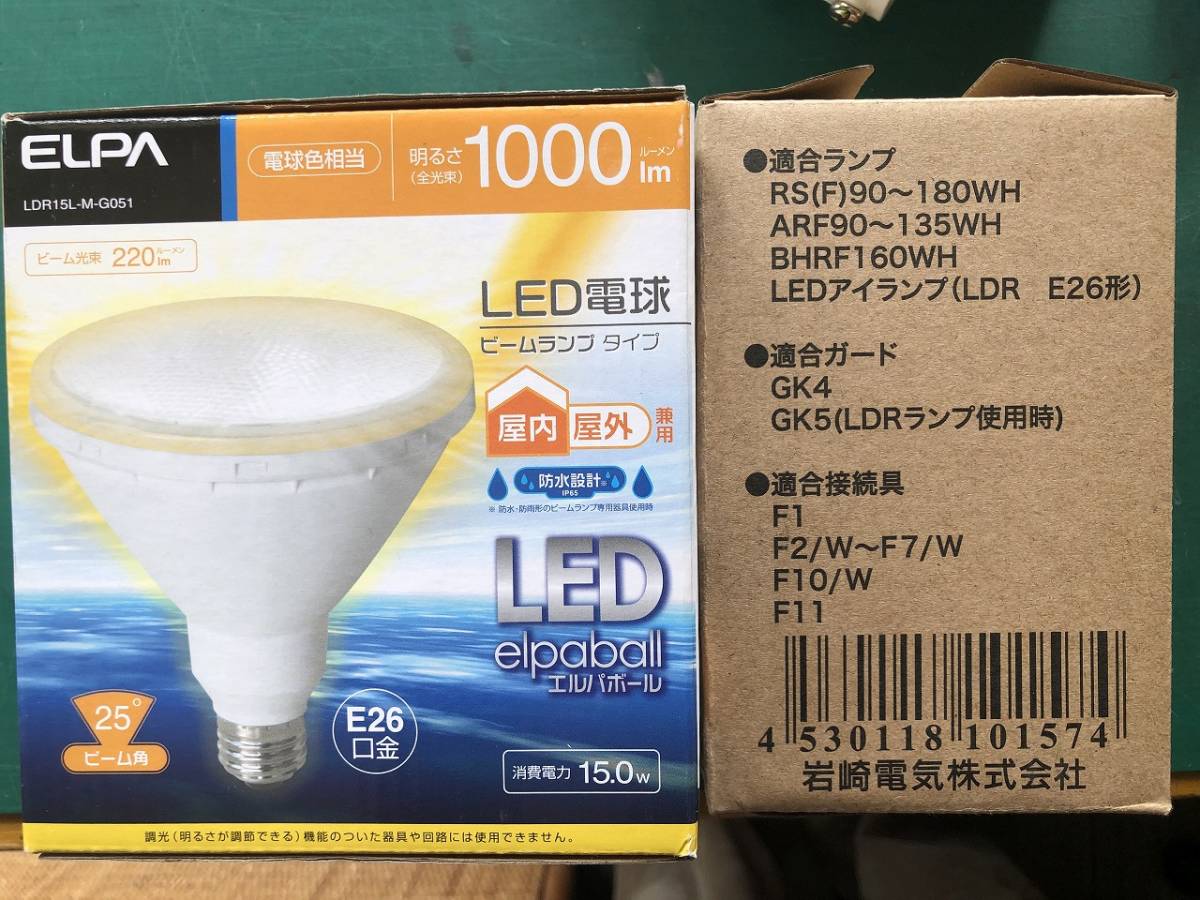 ELPA
LDR15L-M-G051
電球色相当
明るさ
(全光束)
1000
ルーメン
lm
ビーム光束 220 ルーメン lm
LED電球
ビームランプ タイプ
屋内 屋外 兼用
防水設計※
IP65
※ 防水・防雨形のビームランプ専用器具使用時
LED
elpaball
エルパボール
25°
ビーム角
E26
口金
消費電力 15.0w
調光(明るさが調節できる)機能のついた器具や回路には使用できません。
●適合ランプ
RS(F)90～180WH
ARF90～135WH
BHRF160WH
LEDアイランプ(LDR　E26形)
●適合ガード
GK4
GK5(LDRランプ使用時)
●適合接続具
F1
F2/W～F7/W
F10/W
F11
4 530118 101574
岩崎電気株式会社